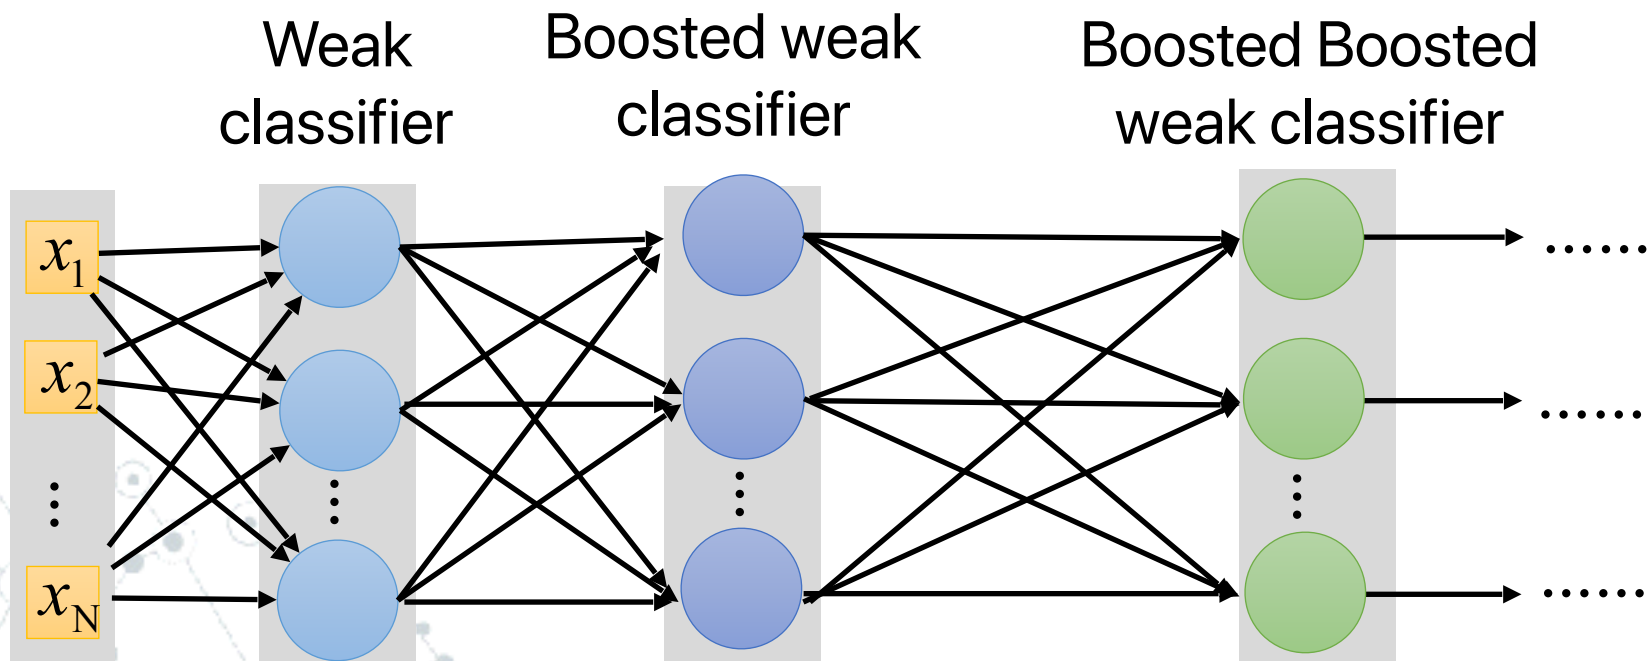 Weak
classifier
Boosted weak
classifier
Boosted Boosted
weak classifier
x1
x2
⋮
xN
⋮
⋮
⋮
......
......
......